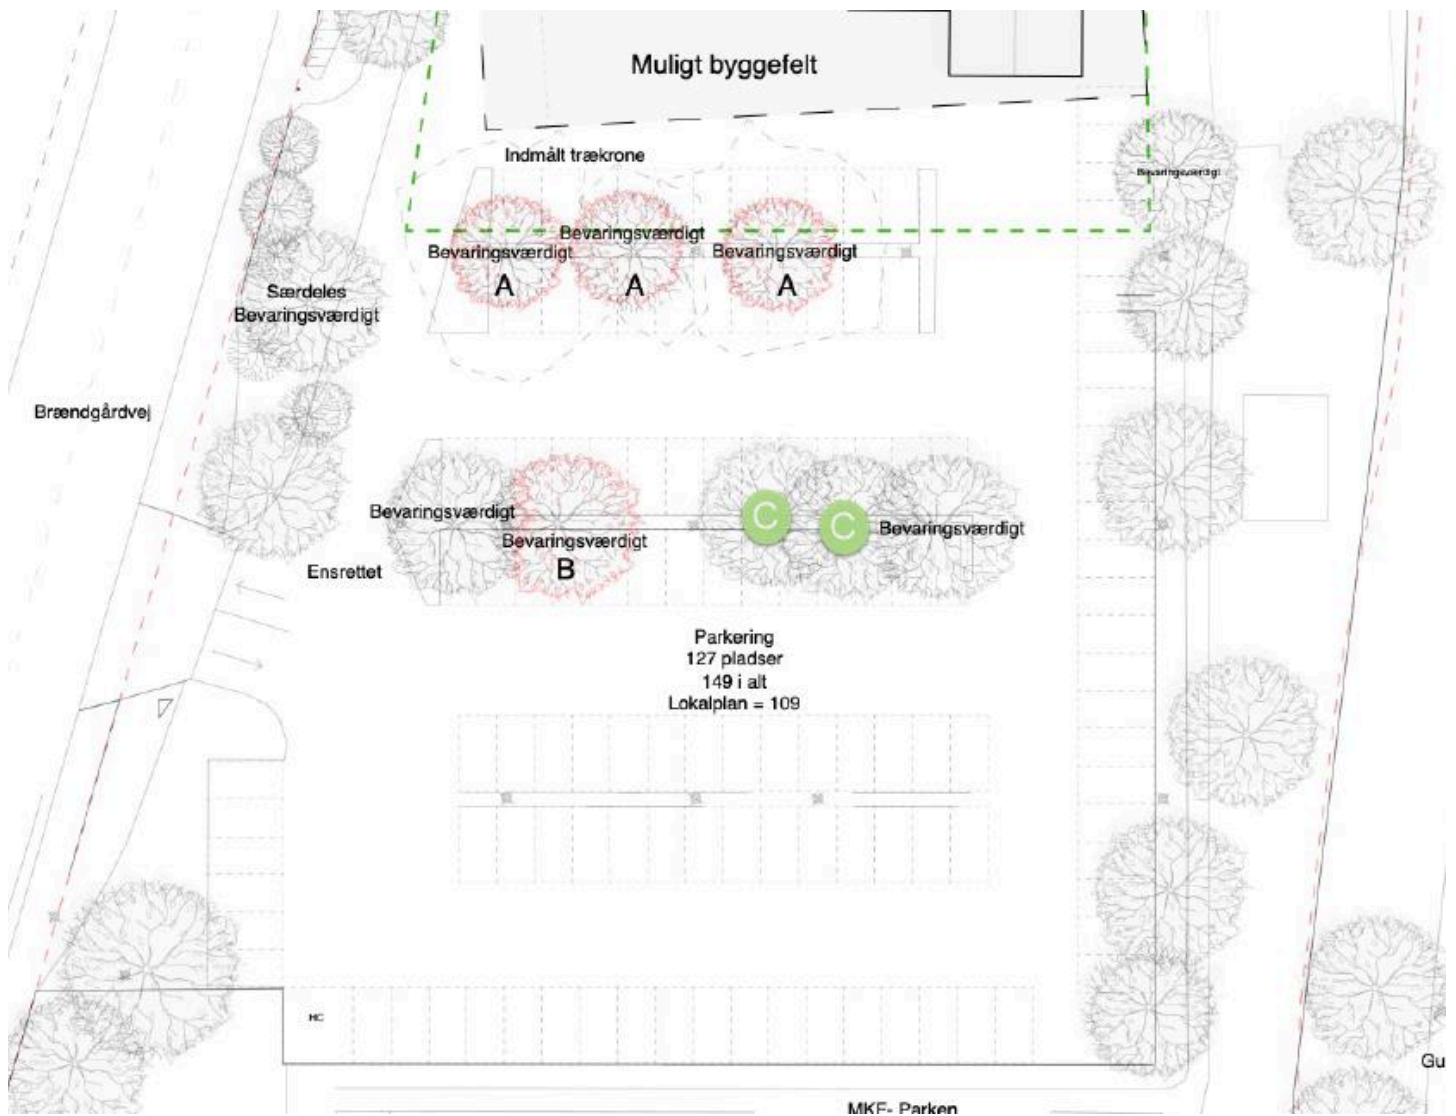 Muligt byggefelt
Indmålt trækrone
Bevaringsværdigt
Bevaringsværdigt
Bevaringsværdigt
Bevaringsværdigt
A
A
A
Særdeles
Bevaringsværdigt
Brændgårdvej
Bevaringsværdigt
C
C
Bevaringsværdigt
Bevaringsværdigt
B
Ensrettet
Parkering
127 pladser
149 i alt
Lokalplan = 109
HC
Gu
MKF- Parken